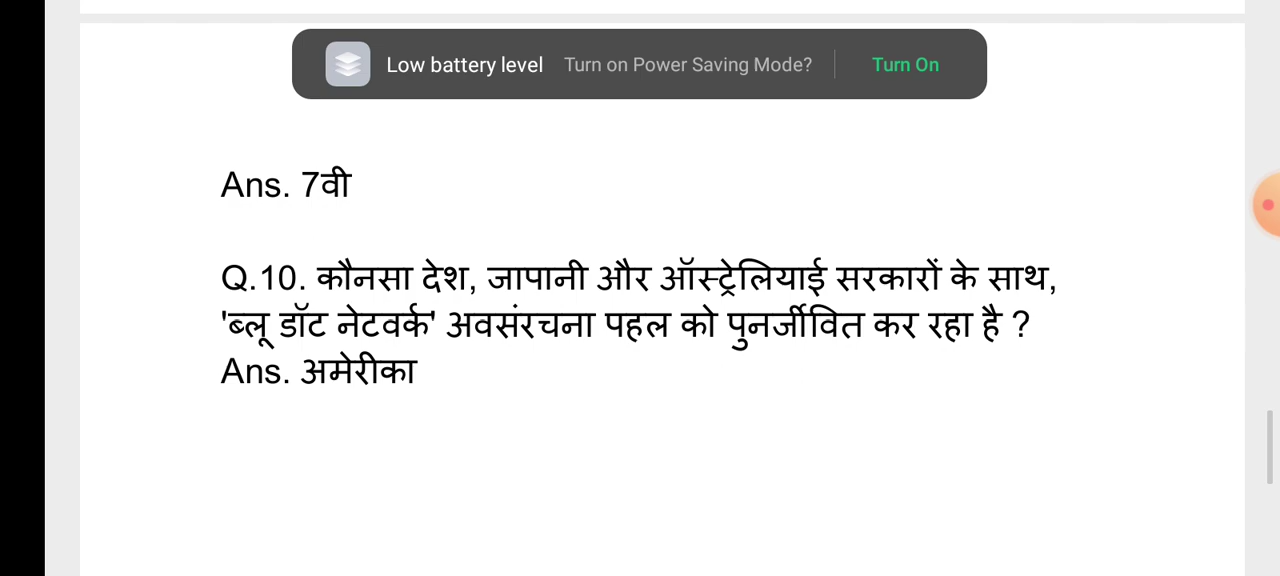 Low battery level Turn on Power Saving Mode? Turn On
Ans. 7वी
Q.10. कौनसा देश, जापानी और ऑस्ट्रेलियाई सरकारों के साथ,
'ब्लू डॉट नेटवर्क' अवसंरचना पहल को पुनर्जीवित कर रहा है ?
Ans. अमेरीका